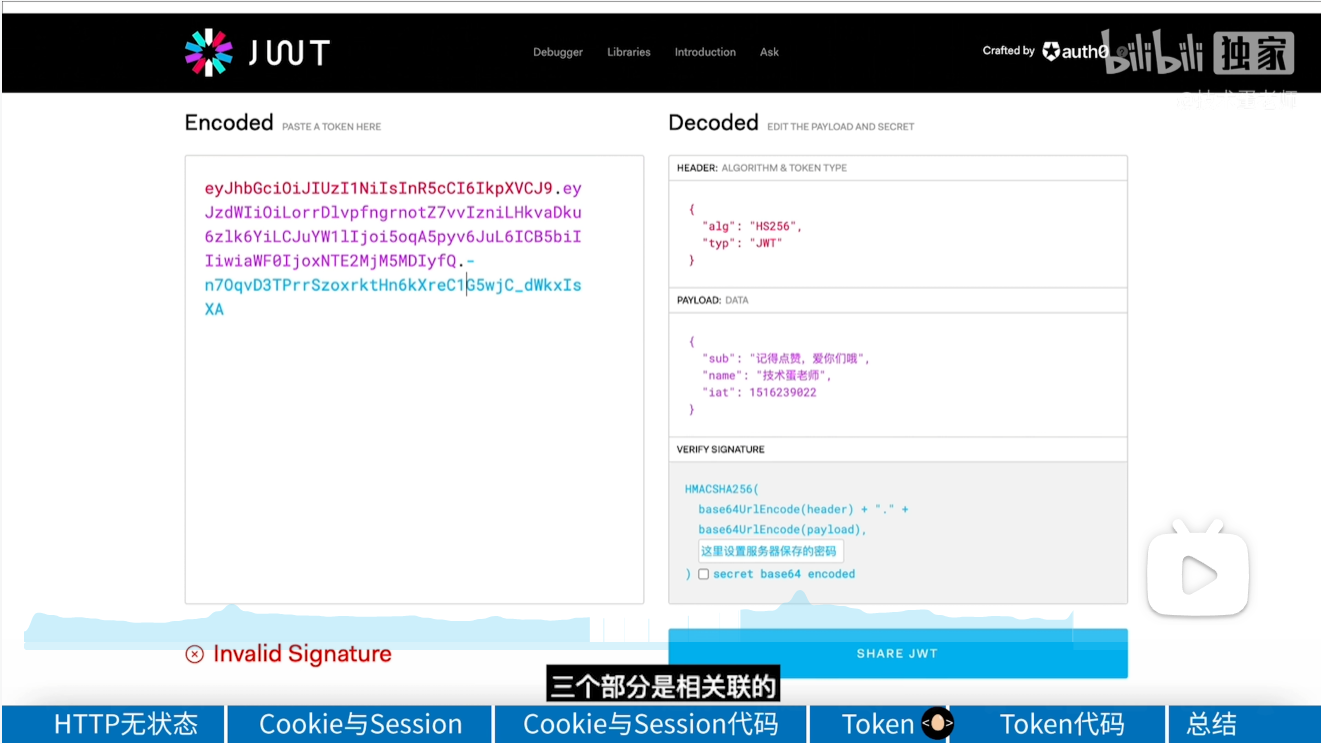 JWT
Debugger Libraries Introduction Ask
Crafted by auth0
bilibili 独家
Encoded PASTE A TOKEN HERE
Decoded EDIT THE PAYLOAD AND SECRET
eyJhbGciOiJIUzI1NiIsInR5cCI6IkpXVCJ9.ey
JzdWIiOiLorrDlvpfngrnotZ7vvIzniLHkvaDku
6zlk6YiLCJuYW1lIjoi5oqA5pyv6JuL6ICB5biI
IiwiaWF0IjoxNTE2MjM5MDIyfQ.-
n7OqvD3TPrrSzoxrktHn6kXreC1G5wjC_dWkxIs
XA
HEADER: ALGORITHM & TOKEN TYPE
{
"alg": "HS256",
"typ": "JWT"
}
PAYLOAD: DATA
{
"sub": "记得点赞，爱你们哦",
"name": "技术蛋老师",
"iat": 1516239022
}
VERIFY SIGNATURE
HMACSHA256(
base64UrlEncode(header) + "." +
base64UrlEncode(payload),
这里设置服务器保存的密码
) secret base64 encoded
Invalid Signature
SHARE JWT
三个部分是相关联的
HTTP无状态 Cookie与Session Cookie与Session代码 Token Token代码 总结